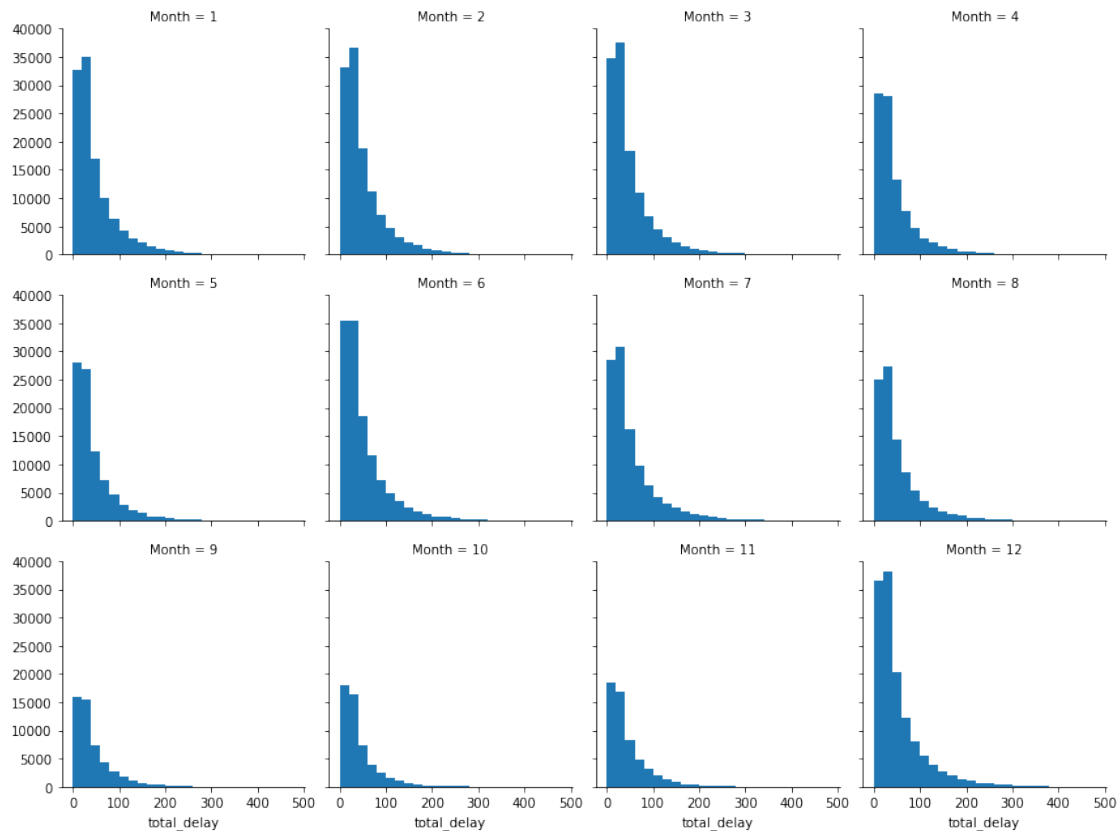 Month = 1
Month = 2
Month = 3
Month = 4
40000
35000
30000
25000
20000
15000
10000
5000
0
Month = 5
Month = 6
Month = 7
Month = 8
40000
35000
30000
25000
20000
15000
10000
5000
0
Month = 9
Month = 10
Month = 11
Month = 12
40000
35000
30000
25000
20000
15000
10000
5000
0
0 100 200 300 400 500
0 100 200 300 400 500
0 100 200 300 400 500
0 100 200 300 400 500
total_delay
total_delay
total_delay
total_delay